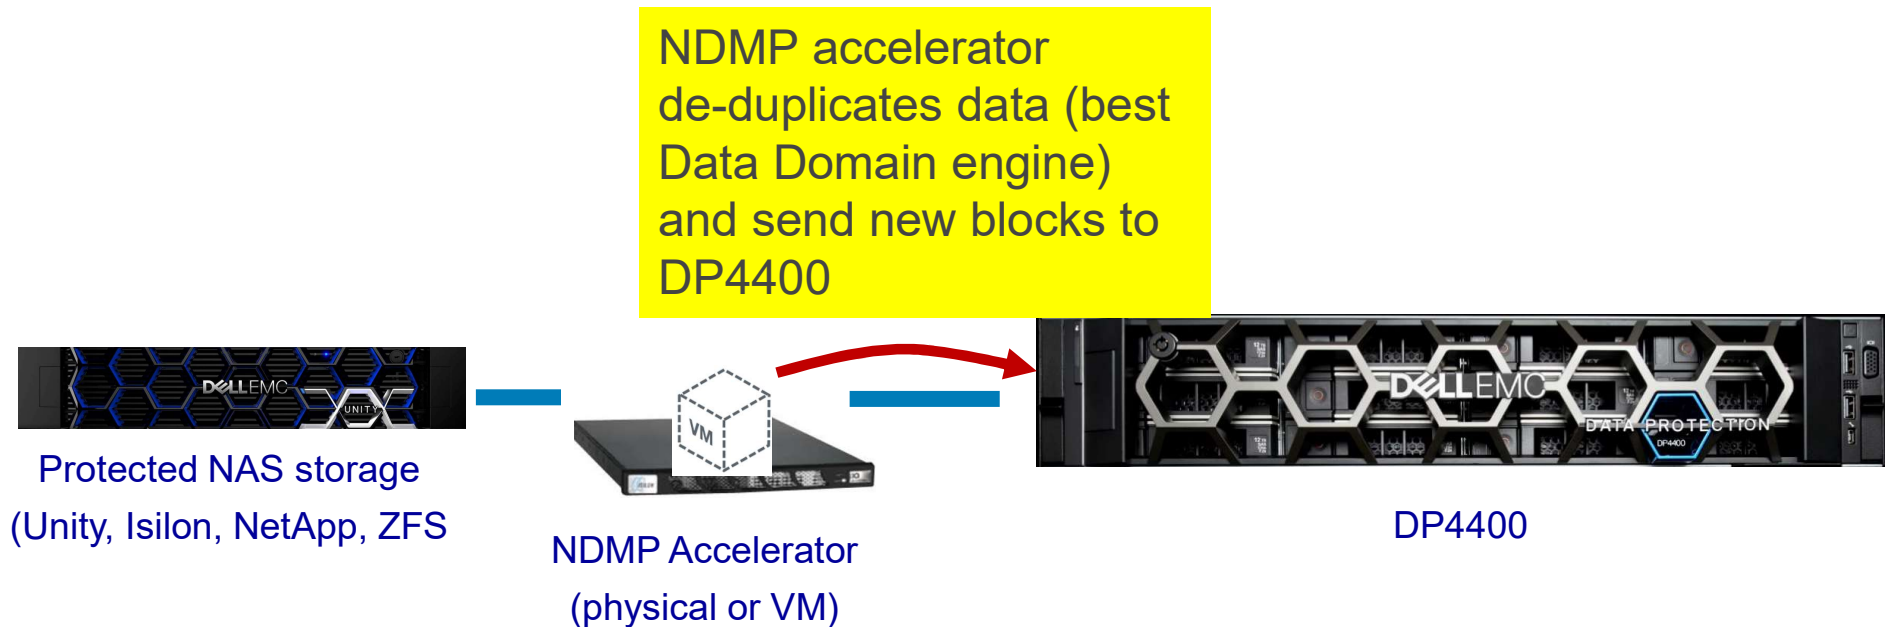 NDMP accelerator
de-duplicates data (best
Data Domain engine)
and send new blocks to
DP4400
DELLEMC
UNITY
VM
ISILON
DELLEMC
DATA PROTECTION
DP4400
Protected NAS storage
(Unity, Isilon, NetApp, ZFS
NDMP Accelerator
(physical or VM)
DP4400